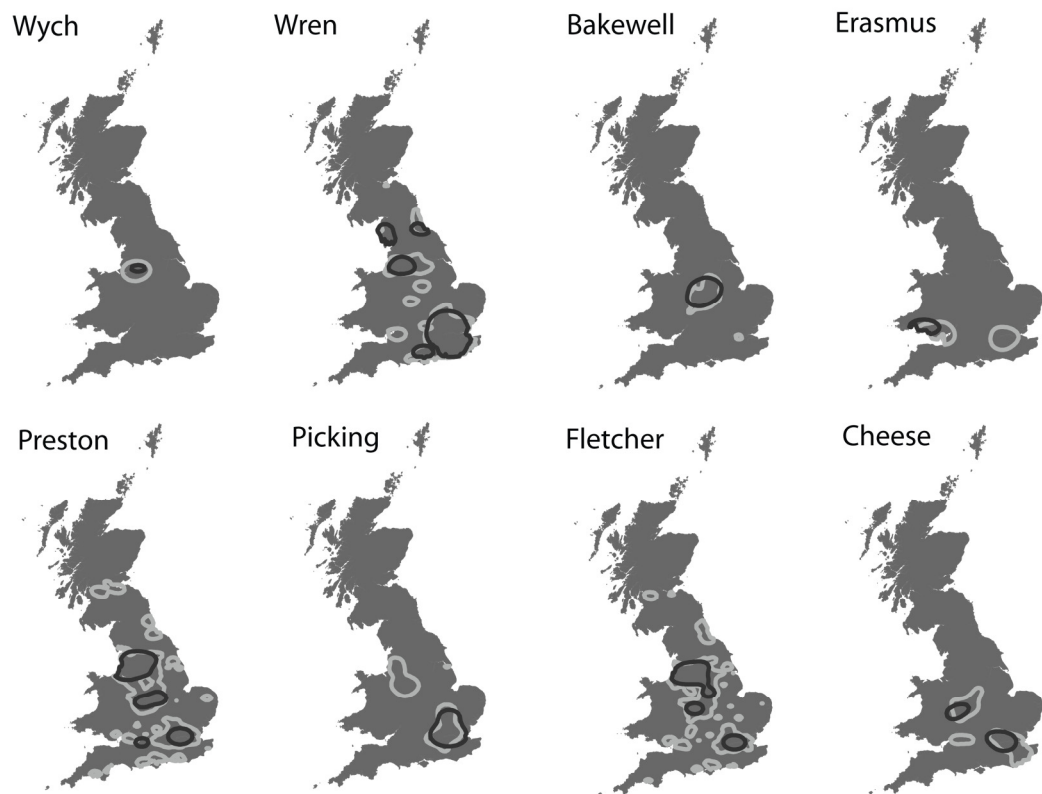 Wych
Wren
Bakewell
Erasmus
Preston
Picking
Fletcher
Cheese